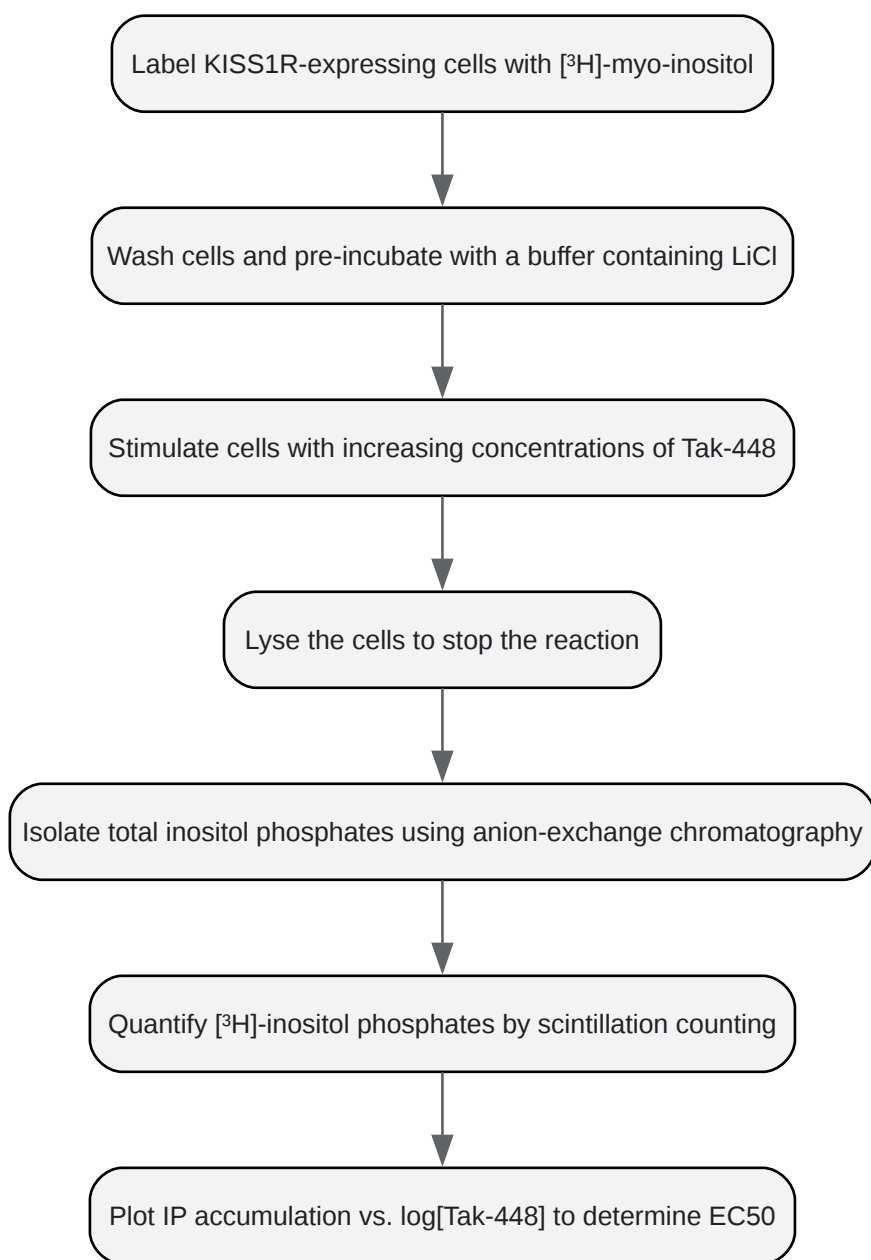 Label KISS1R-expressing cells with [³H]-myo-inositol
Wash cells and pre-incubate with a buffer containing LiCl
Stimulate cells with increasing concentrations of Tak-448
Lyse the cells to stop the reaction
Isolate total inositol phosphates using anion-exchange chromatography
Quantify [³H]-inositol phosphates by scintillation counting
Plot IP accumulation vs. log[Tak-448] to determine EC50